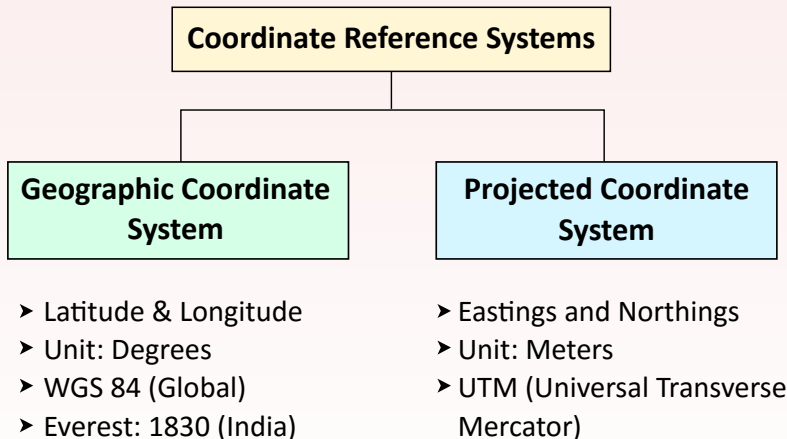 Coordinate Reference Systems
Geographic Coordinate
System
➤ Latitude & Longitude
➤ Unit: Degrees
➤ WGS 84 (Global)
➤ Everest: 1830 (India)
Projected Coordinate
System
➤ Eastings and Northings
➤ Unit: Meters
➤ UTM (Universal Transverse
Mercator)